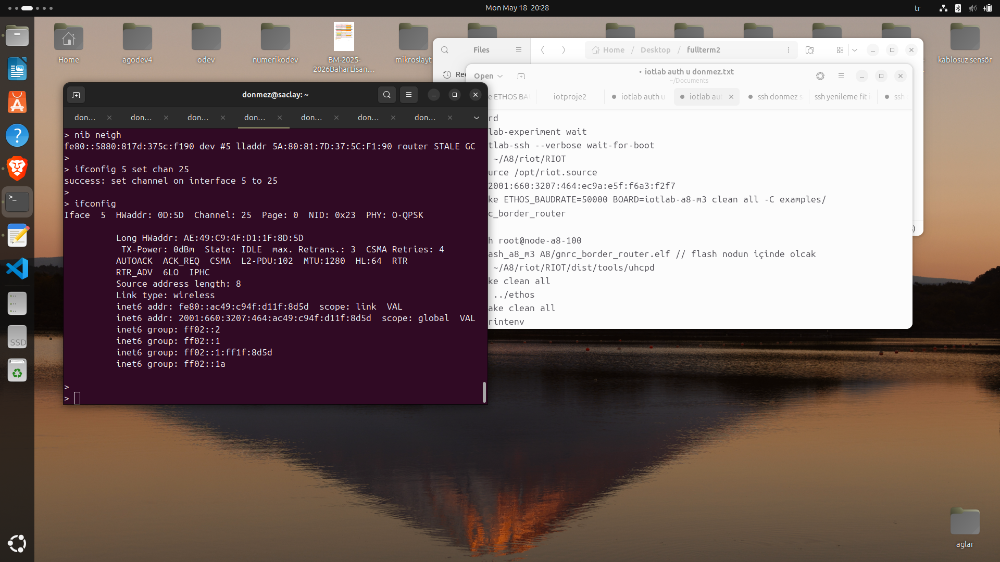 Mon May 18 20:28
tr
Home
agodev4
odev
numerikodev
BM-2025-
2026BaharLisan...
mikroslayt
kablosuz sensör
aglar
SSD
Files
Home / Desktop / fullterm2
Open
• iotlab auth u donmez.txt
~/Documents
e ETHOS BA
iotproje2
iotlab auth u
iotlab au
ssh donmez s
ssh yenileme fit
ssh
rd
lab-experiment wait
tlab-ssh --verbose wait-for-boot
~/A8/riot/RIOT
urce /opt/riot.source
2001:660:3207:464:ec9a:e5f:f6a3:f2f7
ke ETHOS_BAUDRATE=50000 BOARD=iotlab-a8-m3 clean all -C examples/
c_border_router
h root@node-a8-100
ash_a8_m3 A8/gnrc_border_router.elf // flash nodun içinde olcak
~/A8/riot/RIOT/dist/tools/uhcpd
ke clean all
../ethos
ake clean all
rintenv
donmez@saclay: ~
don...
don...
don...
don...
don...
don...
don...
> nib neigh
fe80::5880:817d:375c:f190 dev #5 lladdr 5A:80:81:7D:37:5C:F1:90 router STALE GC
>
> ifconfig 5 set chan 25
success: set channel on interface 5 to 25
>
> ifconfig
Iface 5 HWaddr: 0D:5D Channel: 25 Page: 0 NID: 0x23 PHY: O-QPSK
Long HWaddr: AE:49:C9:4F:D1:1F:8D:5D
TX-Power: 0dBm State: IDLE max. Retrans.: 3 CSMA Retries: 4
AUTOACK ACK_REQ CSMA L2-PDU:102 MTU:1280 HL:64 RTR
RTR_ADV 6LO IPHC
Source address length: 8
Link type: wireless
inet6 addr: fe80::ac49:c94f:d11f:8d5d scope: link VAL
inet6 addr: 2001:660:3207:464:ac49:c94f:d11f:8d5d scope: global VAL
inet6 group: ff02::2
inet6 group: ff02::1
inet6 group: ff02::1:ff1f:8d5d
inet6 group: ff02::1a
>
>